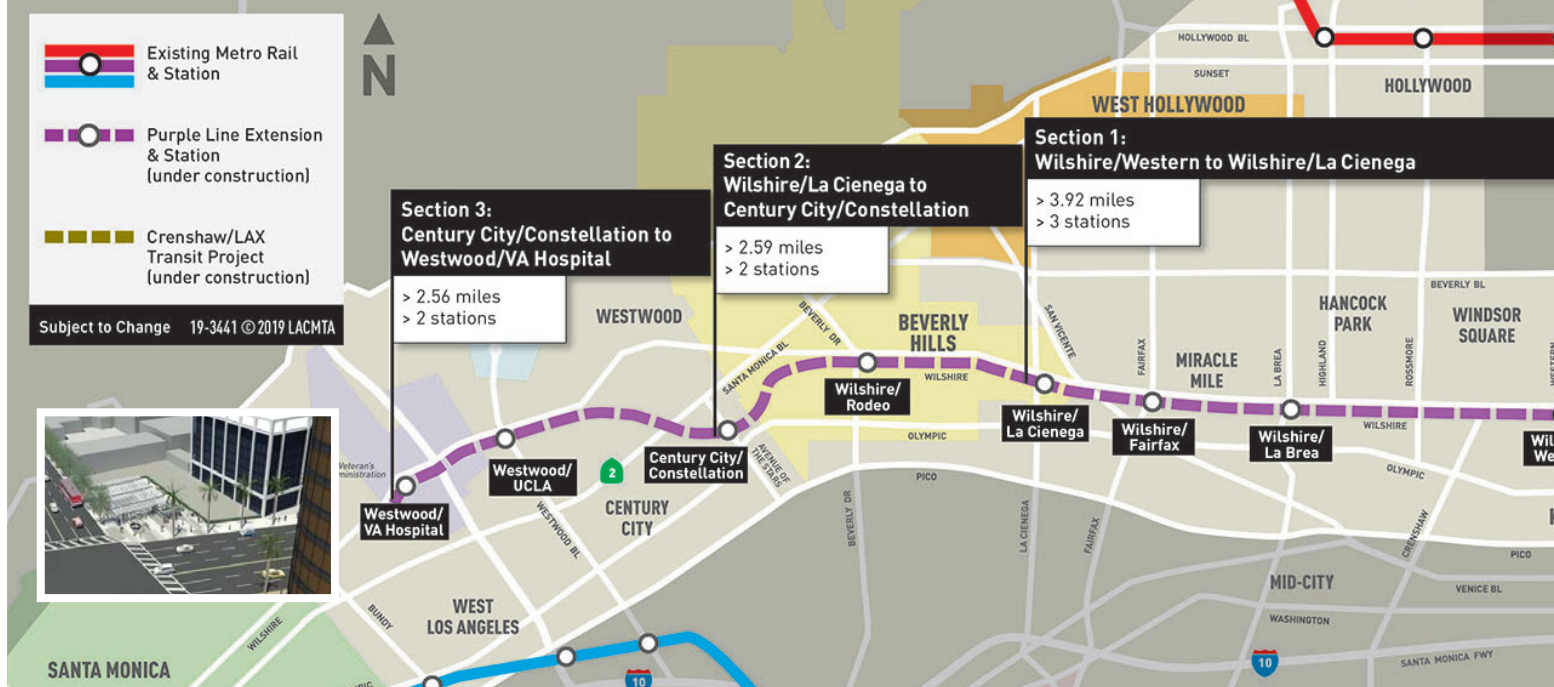 Existing Metro Rail
& Station
Purple Line Extension
& Station
(under construction)
Crenshaw/LAX
Transit Project
(under construction)
Subject to Change 19-3441 © 2019 LACMTA
N
Section 3:
Century City/Constellation to
Westwood/VA Hospital
> 2.56 miles
> 2 stations
Section 2:
Wilshire/La Cienega to
Century City/Constellation
> 2.59 miles
> 2 stations
Section 1:
Wilshire/Western to Wilshire/La Cienega
> 3.92 miles
> 3 stations
HOLLYWOOD BL
SUNSET
HOLLYWOOD
WEST HOLLYWOOD
WESTWOOD
BEVERLY DR
SANTA MONICA BL
BEVERLY
HILLS
WILSHIRE
SAN VICENTE
FAIRFAX
MIRACLE
MILE
LA BREA
HIGHLAND
HANCOCK
PARK
ROSSMORE
BEVERLY BL
WINDSOR
SQUARE
WESTERN
Westwood/
VA Hospital
Westwood/
UCLA
Century City/
Constellation
Wilshire/
Rodeo
Wilshire/
La Cienega
Wilshire/
Fairfax
Wilshire/
La Brea
Wil
We
WILSHIRE
OLYMPIC
OLYMPIC
Veteran's
ministration
2
CENTURY
CITY
AVENUE OF
THE STARS
WESTWOOD BL
PICO
BEVERLY DR
LA CIENEGA
FAIRFAX
CRENSHAW
PICO
MID-CITY
VENICE BL
WASHINGTON
10
SANTA MONICA FWY
WEST
LOS ANGELES
BUNDY
WILSHIRE
SANTA MONICA
10